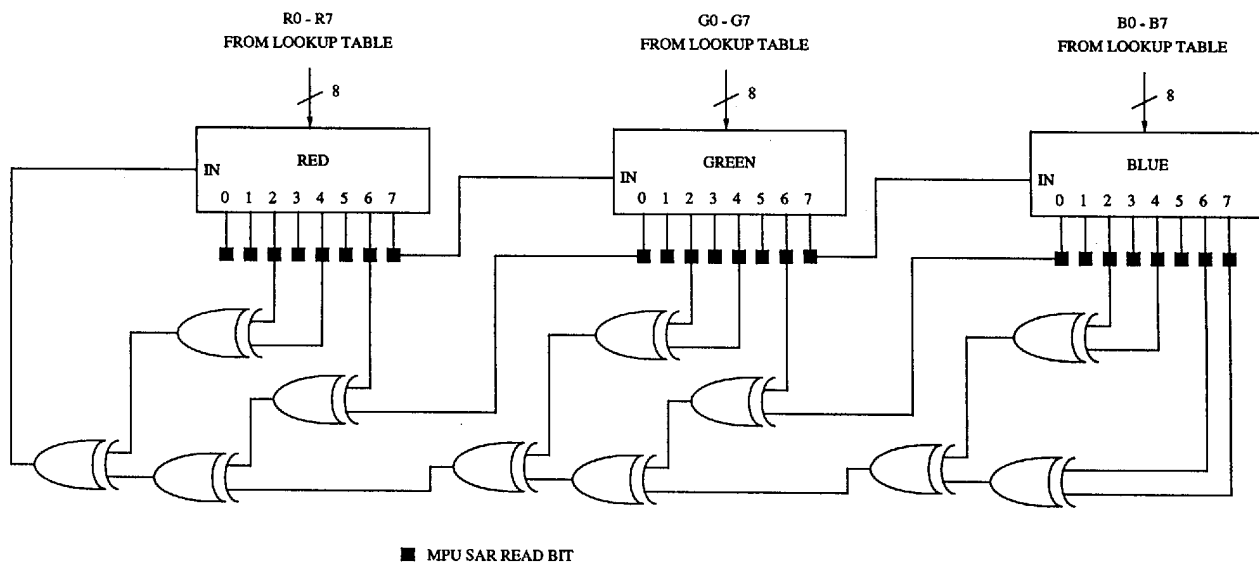 R0 - R7
FROM LOOKUP TABLE
G0 - G7
FROM LOOKUP TABLE
B0 - B7
FROM LOOKUP TABLE
8
8
8
RED
GREEN
BLUE
IN
IN
IN
0 1 2 3 4 5 6 7
0 1 2 3 4 5 6 7
0 1 2 3 4 5 6 7
MPU SAR READ BIT